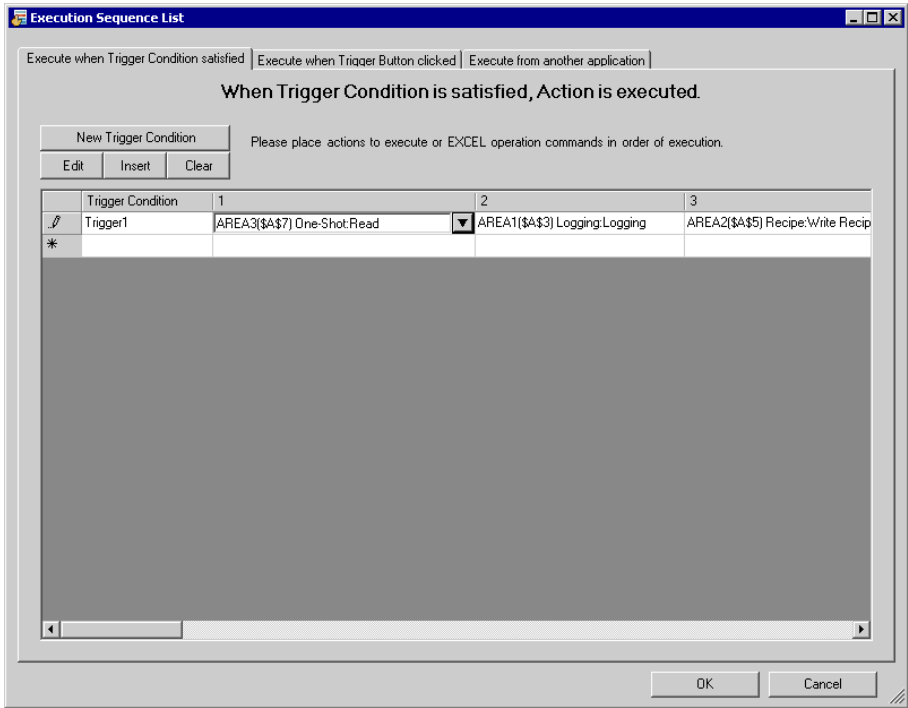 Execution Sequence List
Execute when Trigger Condition satisfied Execute when Trigger Button clicked Execute from another application
When Trigger Condition is satisfied, Action is executed.
New Trigger Condition
Please place actions to execute or EXCEL operation commands in order of execution.
Edit Insert Clear
Trigger Condition 1 2 3
Trigger1 AREA3($A$7) One-Shot:Read AREA1($A$3) Logging:Logging AREA2($A$5) Recipe:Write Recip
OK Cancel